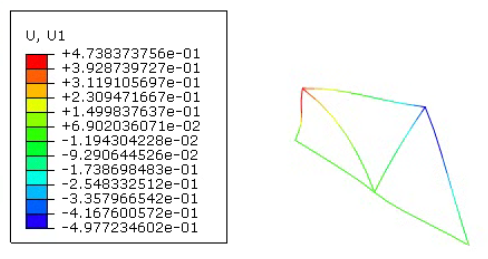 U, U1
+4.738373756e-01
+3.928739727e-01
+3.119105697e-01
+2.309471667e-01
+1.499837637e-01
+6.902036071e-02
-1.194304228e-02
-9.290644526e-02
-1.738698483e-01
-2.548332512e-01
-3.357966542e-01
-4.167600572e-01
-4.977234602e-01